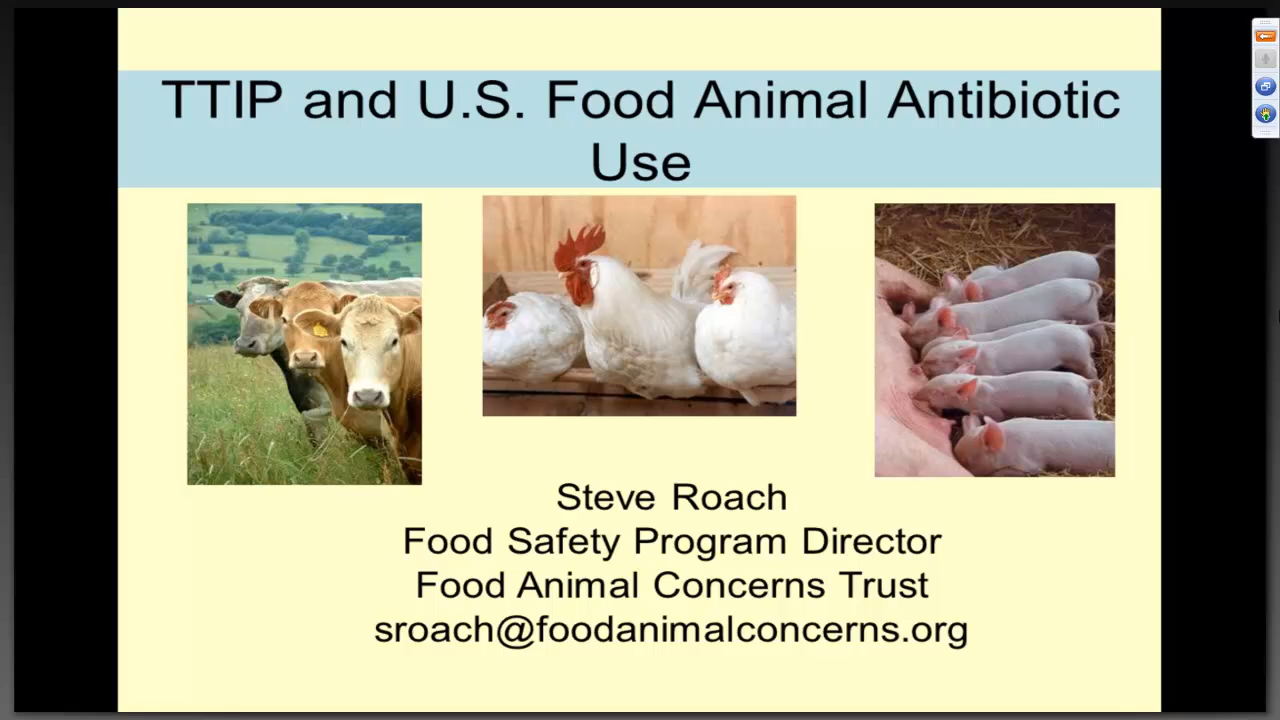 TTIP and U.S. Food Animal Antibiotic
Use
Steve Roach
Food Safety Program Director
Food Animal Concerns Trust
sroach@foodanimalconcerns.org